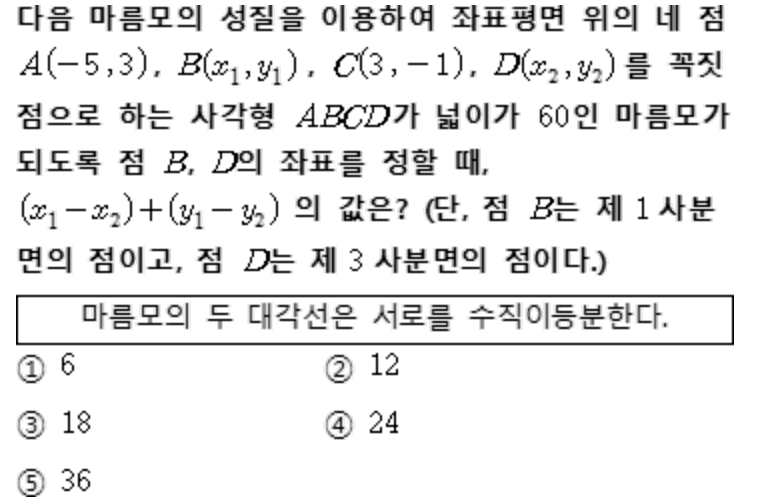 다음 마름모의 성질을 이용하여 좌표평면 위의 네 점
A(−5,3), B(x₁,y₁), C(3,−1), D(x₂,y₂)를 꼭짓
점으로 하는 사각형 ABCD가 넓이가 60인 마름모가
되도록 점 B, D의 좌표를 정할 때,
(x₁−x₂)+(y₁−y₂) 의 값은? (단, 점 B는 제 1 사분
면의 점이고, 점 D는 제 3 사분면의 점이다.)
마름모의 두 대각선은 서로를 수직이등분한다.
① 6 ② 12
③ 18 ④ 24
⑤ 36